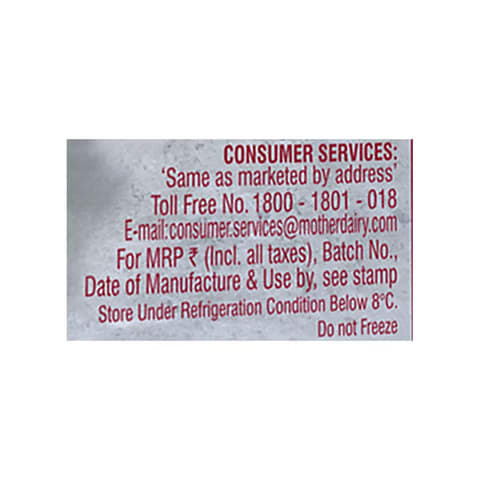 CONSUMER SERVICES:
'Same as marketed by address'
Toll Free No. 1800 - 1801 - 018
E-mail:consumer.services@motherdairy.com
For MRP ₹ (Incl. all taxes), Batch No.,
Date of Manufacture & Use by, see stamp
Store Under Refrigeration Condition Below 8°C.
Do not Freeze